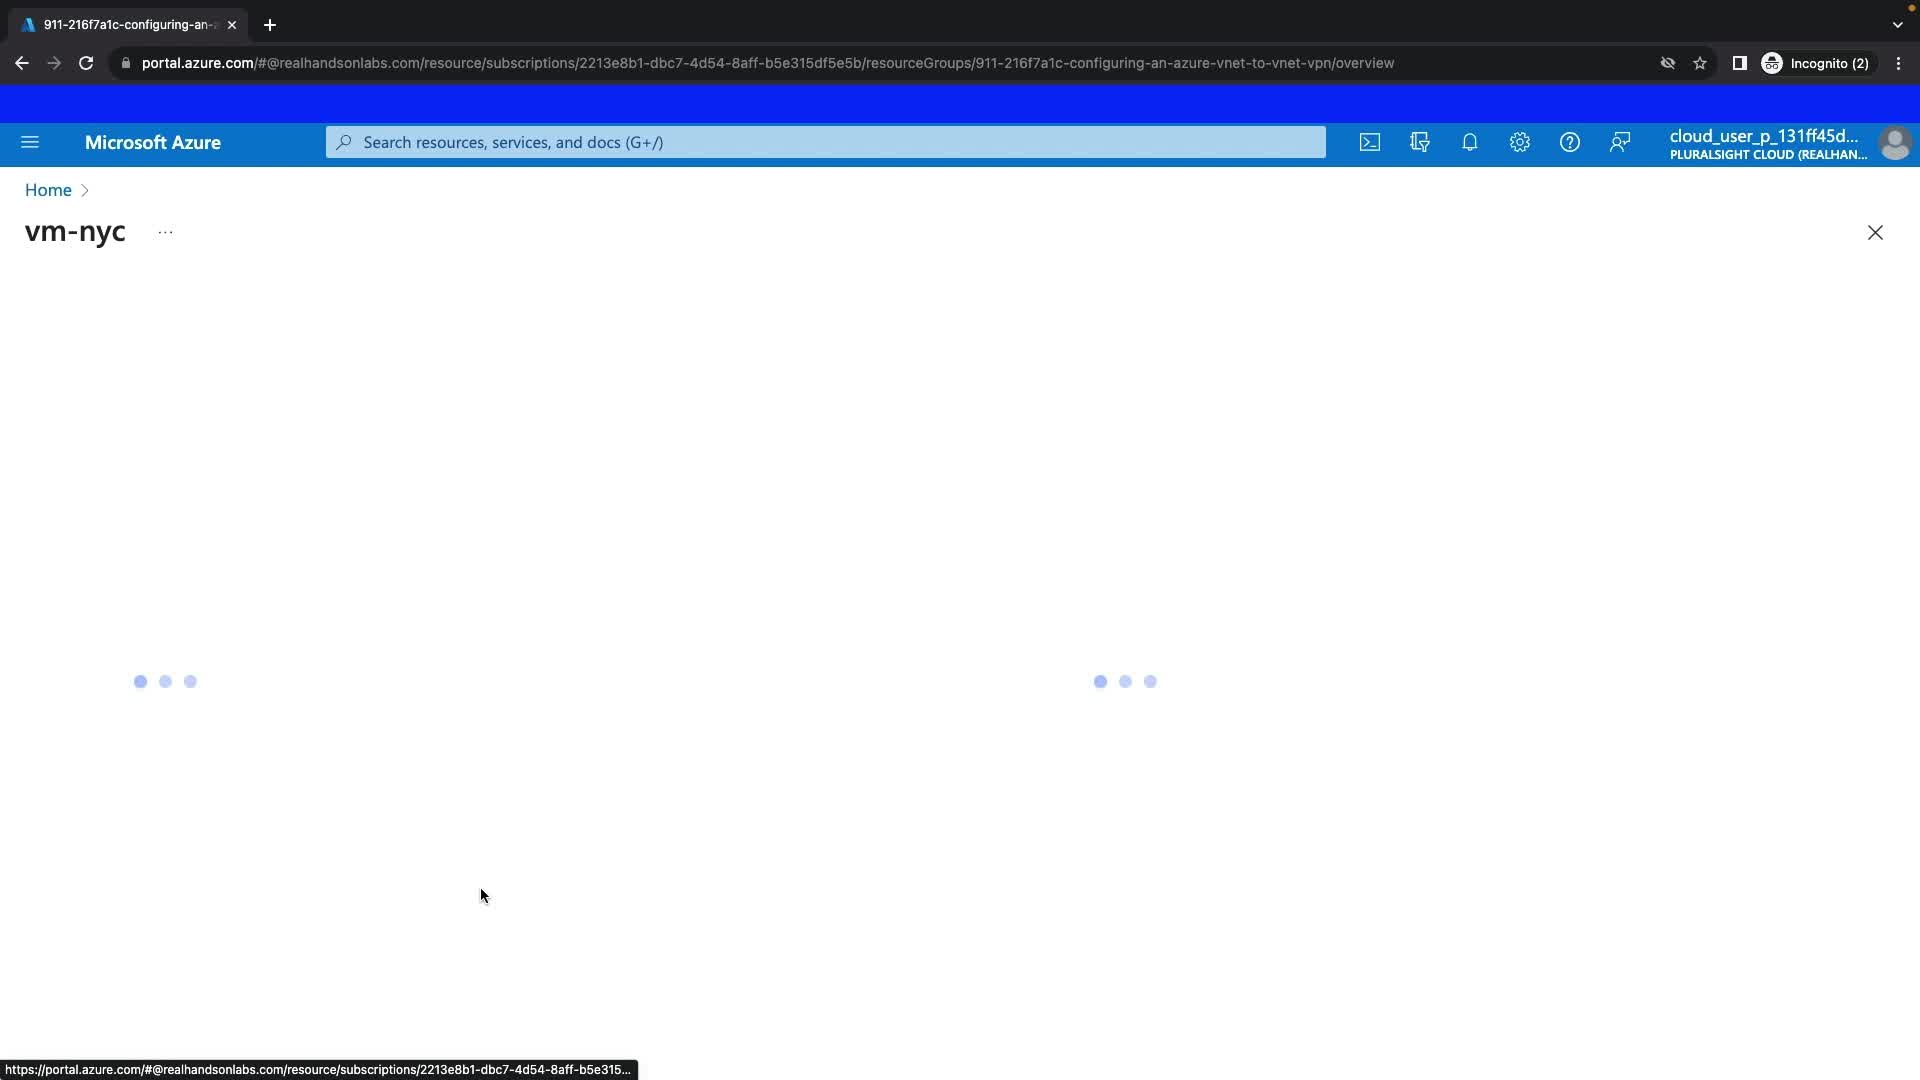 911-216f7a1c-configuring-an-a
portal.azure.com/#@realhandsonlabs.com/resource/subscriptions/2213e8b1-dbc7-4d54-8aff-b5e315df5e5b/resourceGroups/911-216f7a1c-configuring-an-azure-vnet-to-vnet-vpn/overview
Incognito (2)
Microsoft Azure
Search resources, services, and docs (G+/)
cloud_user_p_131ff45d...
PLURALSIGHT CLOUD (REALHAN...
Home
vm-nyc
...
https://portal.azure.com/#@realhandsonlabs.com/resource/subscriptions/2213e8b1-dbc7-4d54-8aff-b5e315...